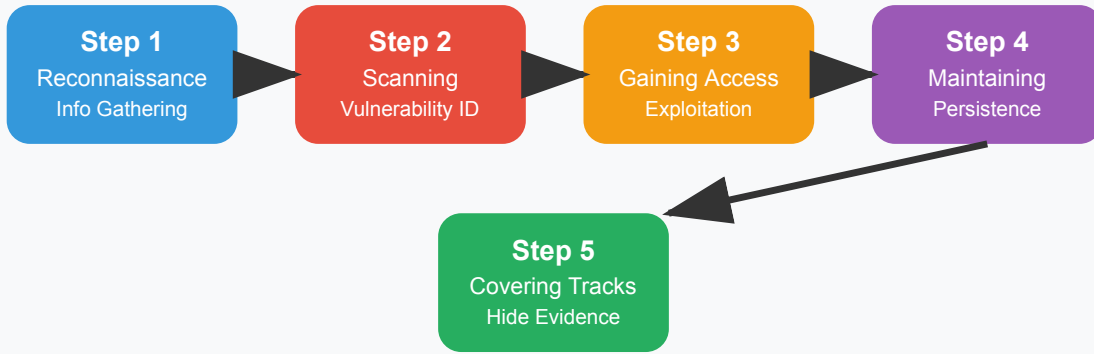 Step 1
Reconnaissance
Info Gathering
Step 2
Scanning
Vulnerability ID
Step 3
Gaining Access
Exploitation
Step 4
Maintaining
Persistence
Step 5
Covering Tracks
Hide Evidence